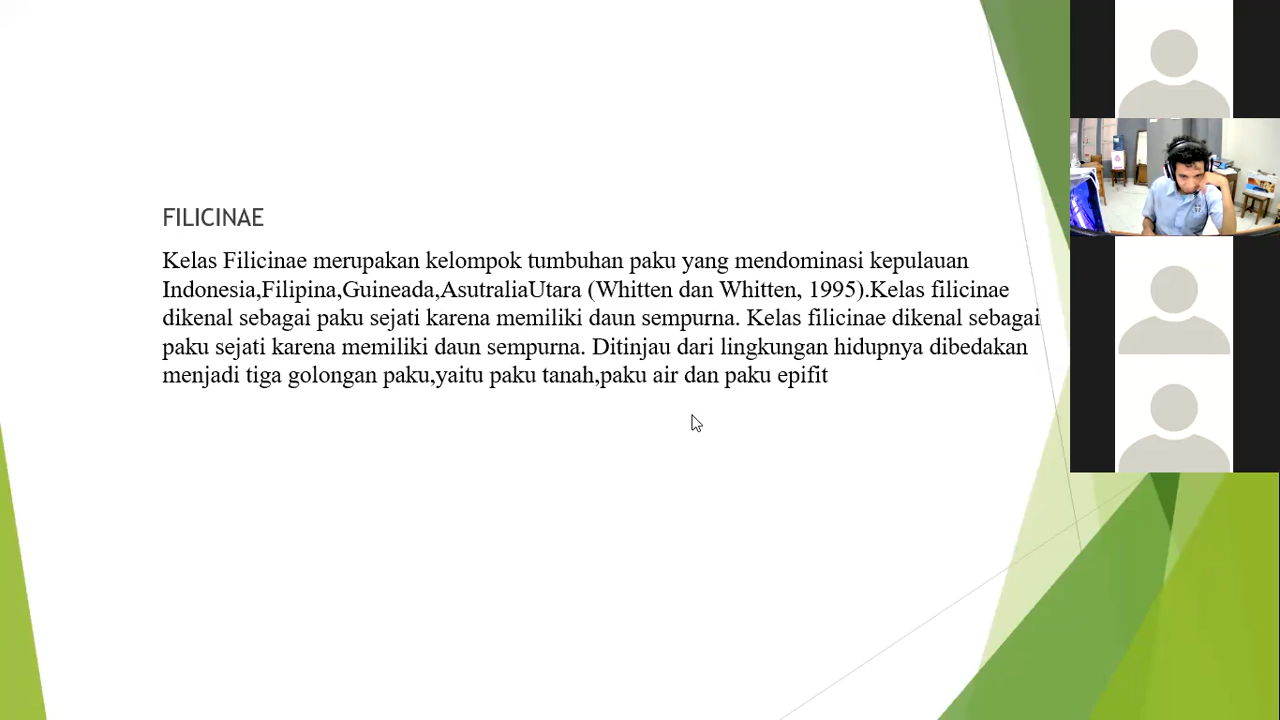 FILICINAE
Kelas Filicinae merupakan kelompok tumbuhan paku yang mendominasi kepulauan
Indonesia,Filipina,Guineada,AsutraliaUtara (Whitten dan Whitten, 1995).Kelas filicinae
dikenal sebagai paku sejati karena memiliki daun sempurna. Kelas filicinae dikenal sebagai
paku sejati karena memiliki daun sempurna. Ditinjau dari lingkungan hidupnya dibedakan
menjadi tiga golongan paku,yaitu paku tanah,paku air dan paku epifit